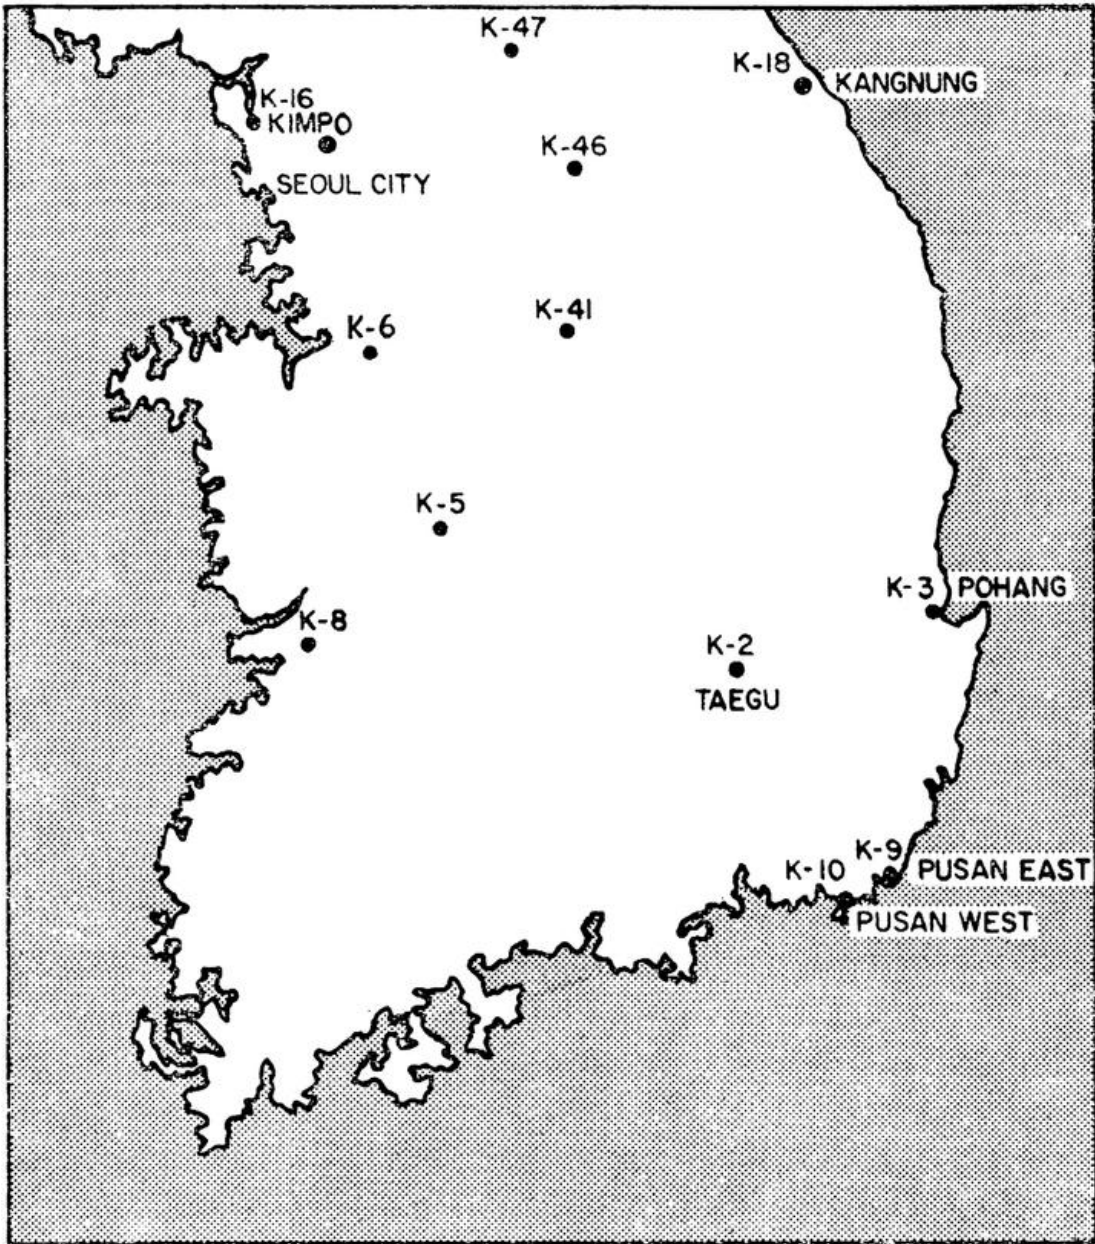 K-47
K-18
KANGNUNG
K-16
KIMPO
K-46
SEOUL CITY
K-6
K-41
K-5
K-3 POHANG
K-8
K-2
TAEGU
K-9
K-10
PUSAN EAST
PUSAN WEST